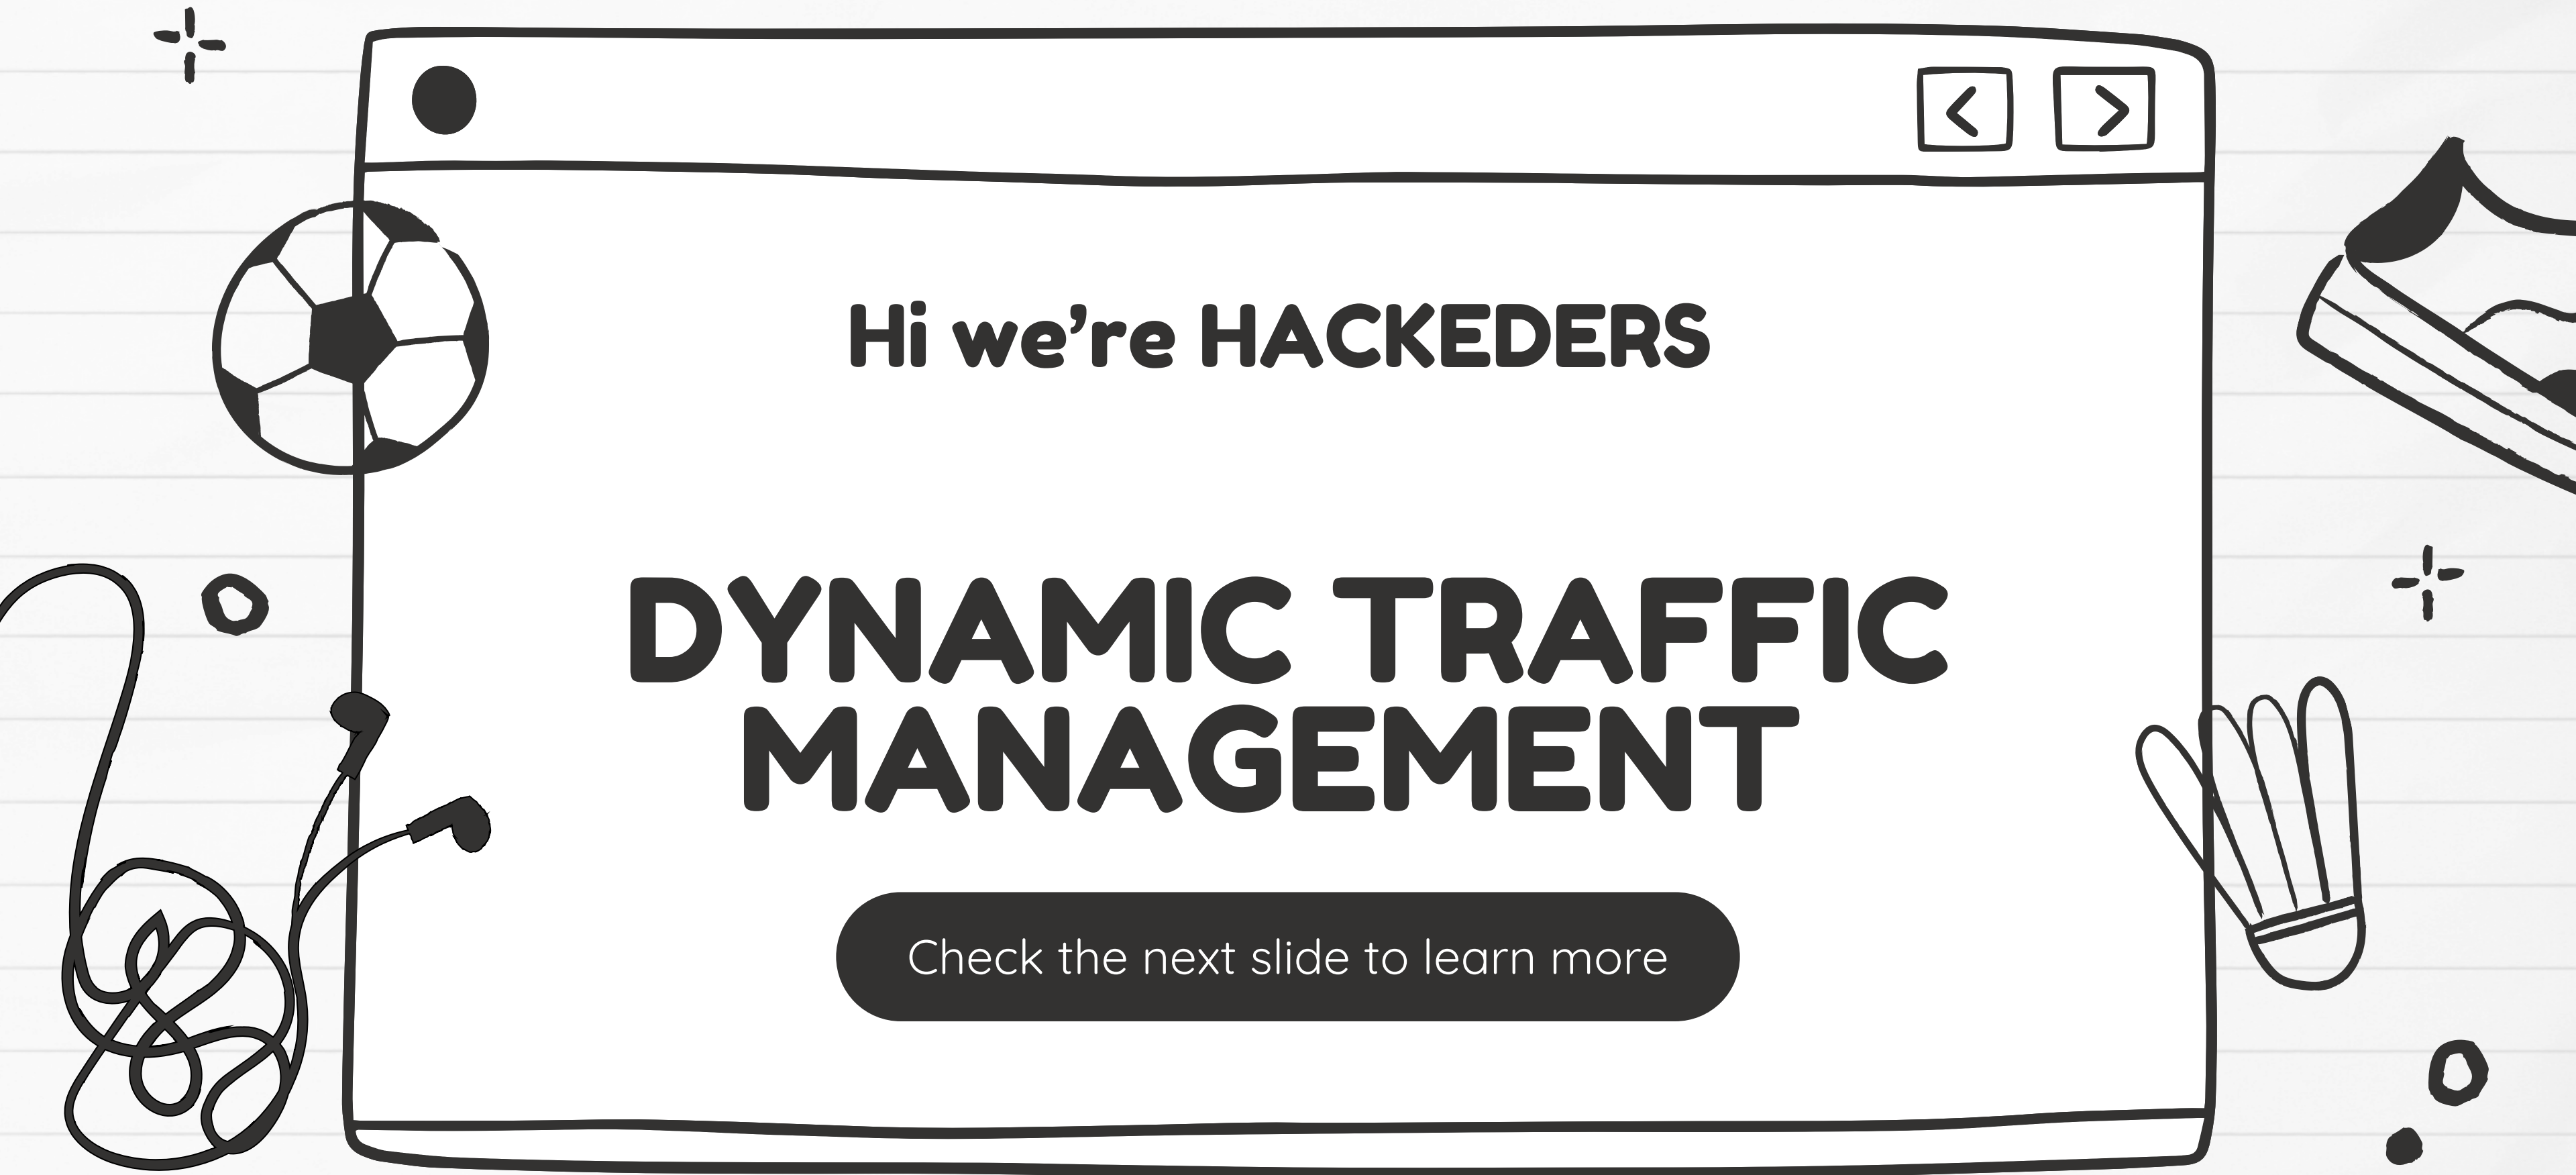 Hi we’re HACKEDERS
DYNAMIC TRAFFIC
MANAGEMENT
Check the next slide to learn more